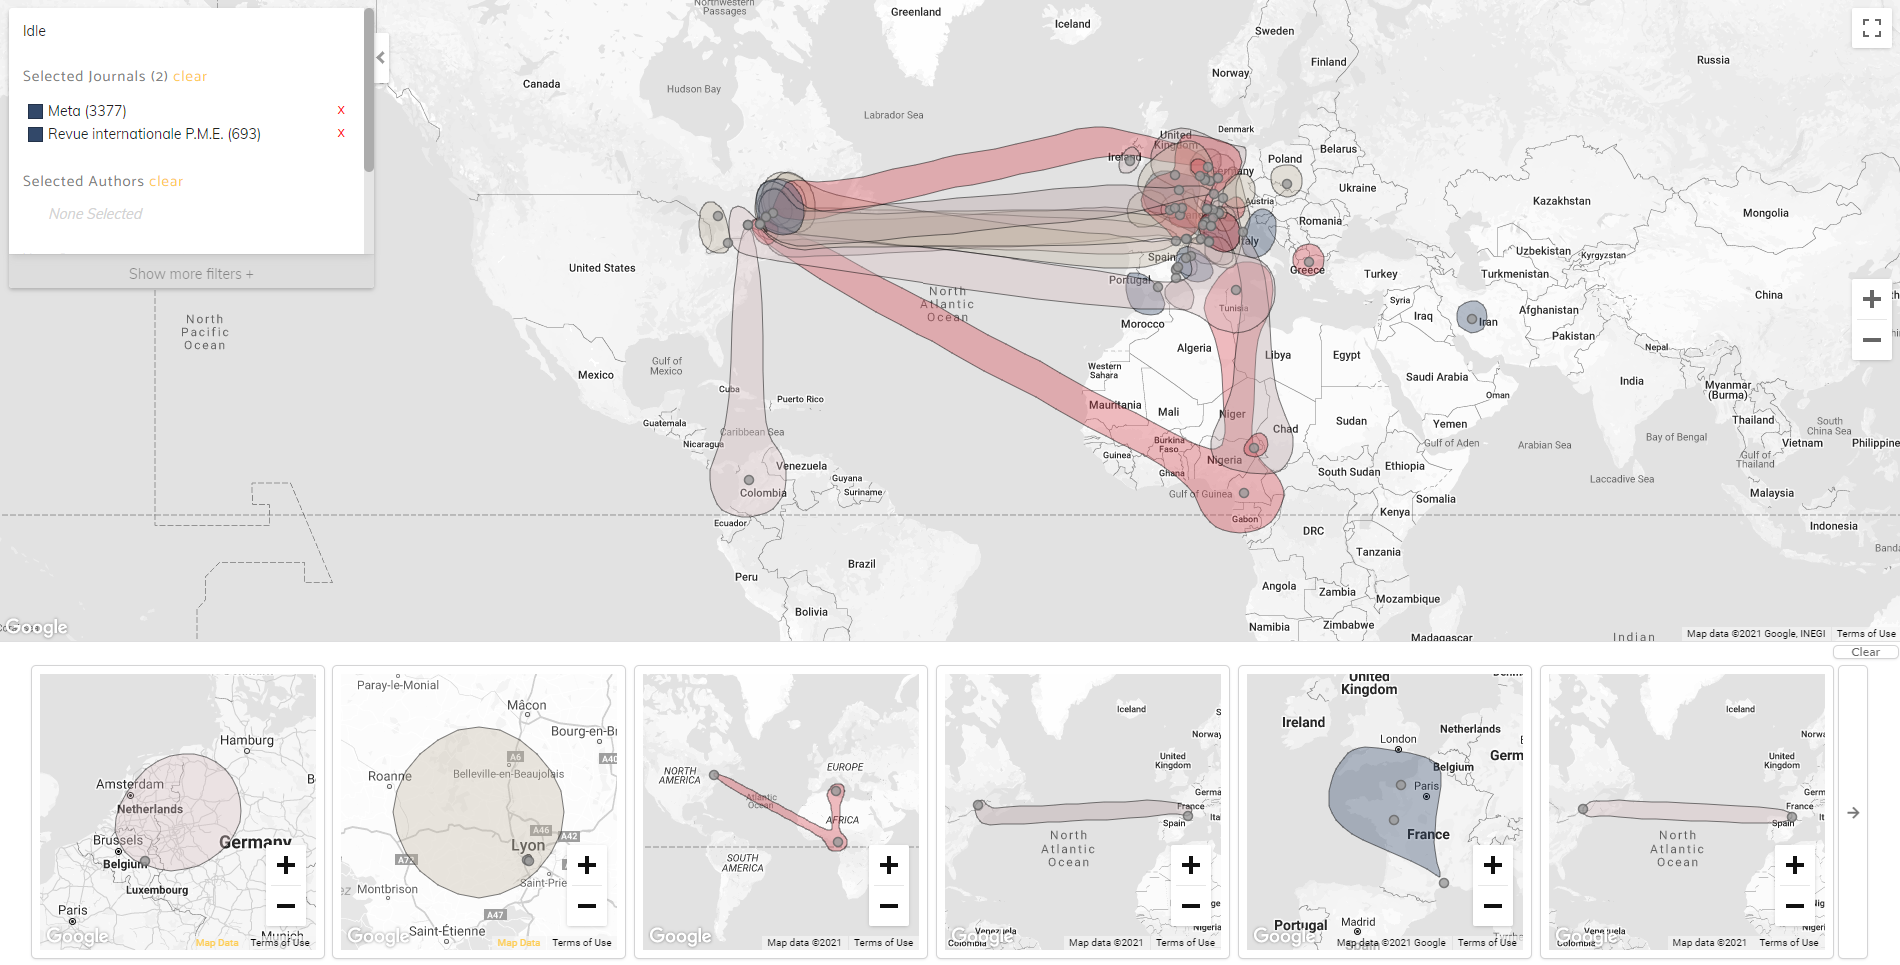 Idle
Selected Journals (2) clear
Meta (3377) x
Revue internationale P.M.E. (693) x
Selected Authors clear
None Selected
Show more filters +
Northwestern
Passages
Greenland
Iceland
Sweden
Finland
Norway
Russia
Canada
Hudson Bay
Labrador Sea
United
Kingdom
Denmark
Ireland
Belarus
Poland
Germany
Ukraine
Austria
Kazakhstan
Mongolia
Romania
Italy
Uzbekistan
Kyrgyzstan
Spain
Portugal
Greece
Turkey
Turkmenistan
United States
North
Atlantic
Ocean
Syria
Iraq
Iran
Afghanistan
China
Tunisia
Morocco
Pakistan
North
Pacific
Ocean
Algeria
Libya
Egypt
Nepal
Gulf of
Mexico
Mexico
Western
Sahara
Saudi Arabia
India
Myanmar
(Burma)
Cuba
Puerto Rico
Oman
Mauritania
Mali
Niger
Chad
Sudan
Yemen
Thailand
South
China Sea
Guatemala
Caribbean Sea
Nicaragua
Burkina
Faso
Gulf of Aden
Arabian Sea
Bay of Bengal
Vietnam
Philippine
Guinea
Ghana
Nigeria
Gulf of
Thailand
Venezuela
Guyana
Suriname
South Sudan
Ethiopia
Laccadive Sea
Colombia
Gulf of Guinea
Somalia
Malaysia
Ecuador
Gabon
Kenya
DRC
Indonesia
Tanzania
Banda
Brazil
Peru
Angola
Zambia
Mozambique
Bolivia
Namibia
Zimbabwe
Madagascar
Indian
Google
Map data ©2021 Google, INEGI
Terms of Use
Clear
Hamburg
Amsterdam
Netherlands
Brussels
Belgium
Germany
Luxembourg
Paris
Munich
Google
Map Data
Terms of Use
Paray-le-Monial
Mâcon
Bourg-en-Br
A6
A40
Roanne
Belleville-en-Beaujolais
A46
A42
Lyon
A72
Saint-Prie
Montbrison
A47
Saint-Étienne
Google
Map Data
Terms of Use
NORTH
AMERICA
EUROPE
Atlantic
Ocean
AFRICA
SOUTH
AMERICA
Google
Map data ©2021
Terms of Use
Iceland
Norway
United
Kingdom
Germa
France
Spain
Ita
North
Atlantic
Ocean
Venezuela
Colombia
Nigeria
Google
Map data ©2021
Terms of Use
United
Kingdom
Ireland
Netherlands
London
Belgium
Germ
Paris
France
Portugal
Madrid
Spain
Google
Map data ©2021 Google
Terms of Use
Iceland
Norway
United
Kingdom
Germ
France
Spain
It
North
Atlantic
Ocean
Venezuela
Colombia
Niger
Google
Map data ©2021
Terms of Use